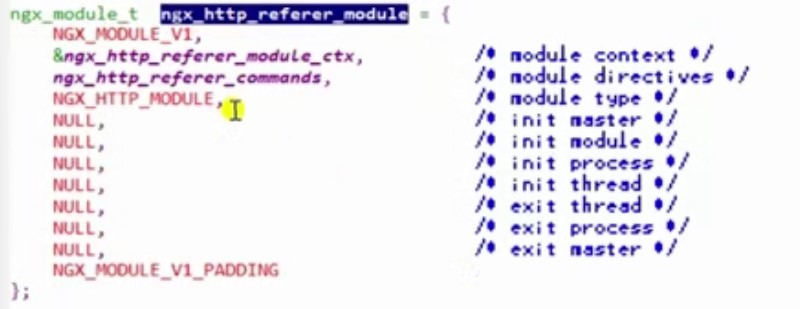 ngx_module_t ngx_http_referer_module = {
NGX_MODULE_V1,
&ngx_http_referer_module_ctx, /* module context */
ngx_http_referer_commands, /* module directives */
NGX_HTTP_MODULE, /* module type */
NULL, /* init master */
NULL, /* init module */
NULL, /* init process */
NULL, /* init thread */
NULL, /* exit thread */
NULL, /* exit process */
NULL, /* exit master */
NGX_MODULE_V1_PADDING
};